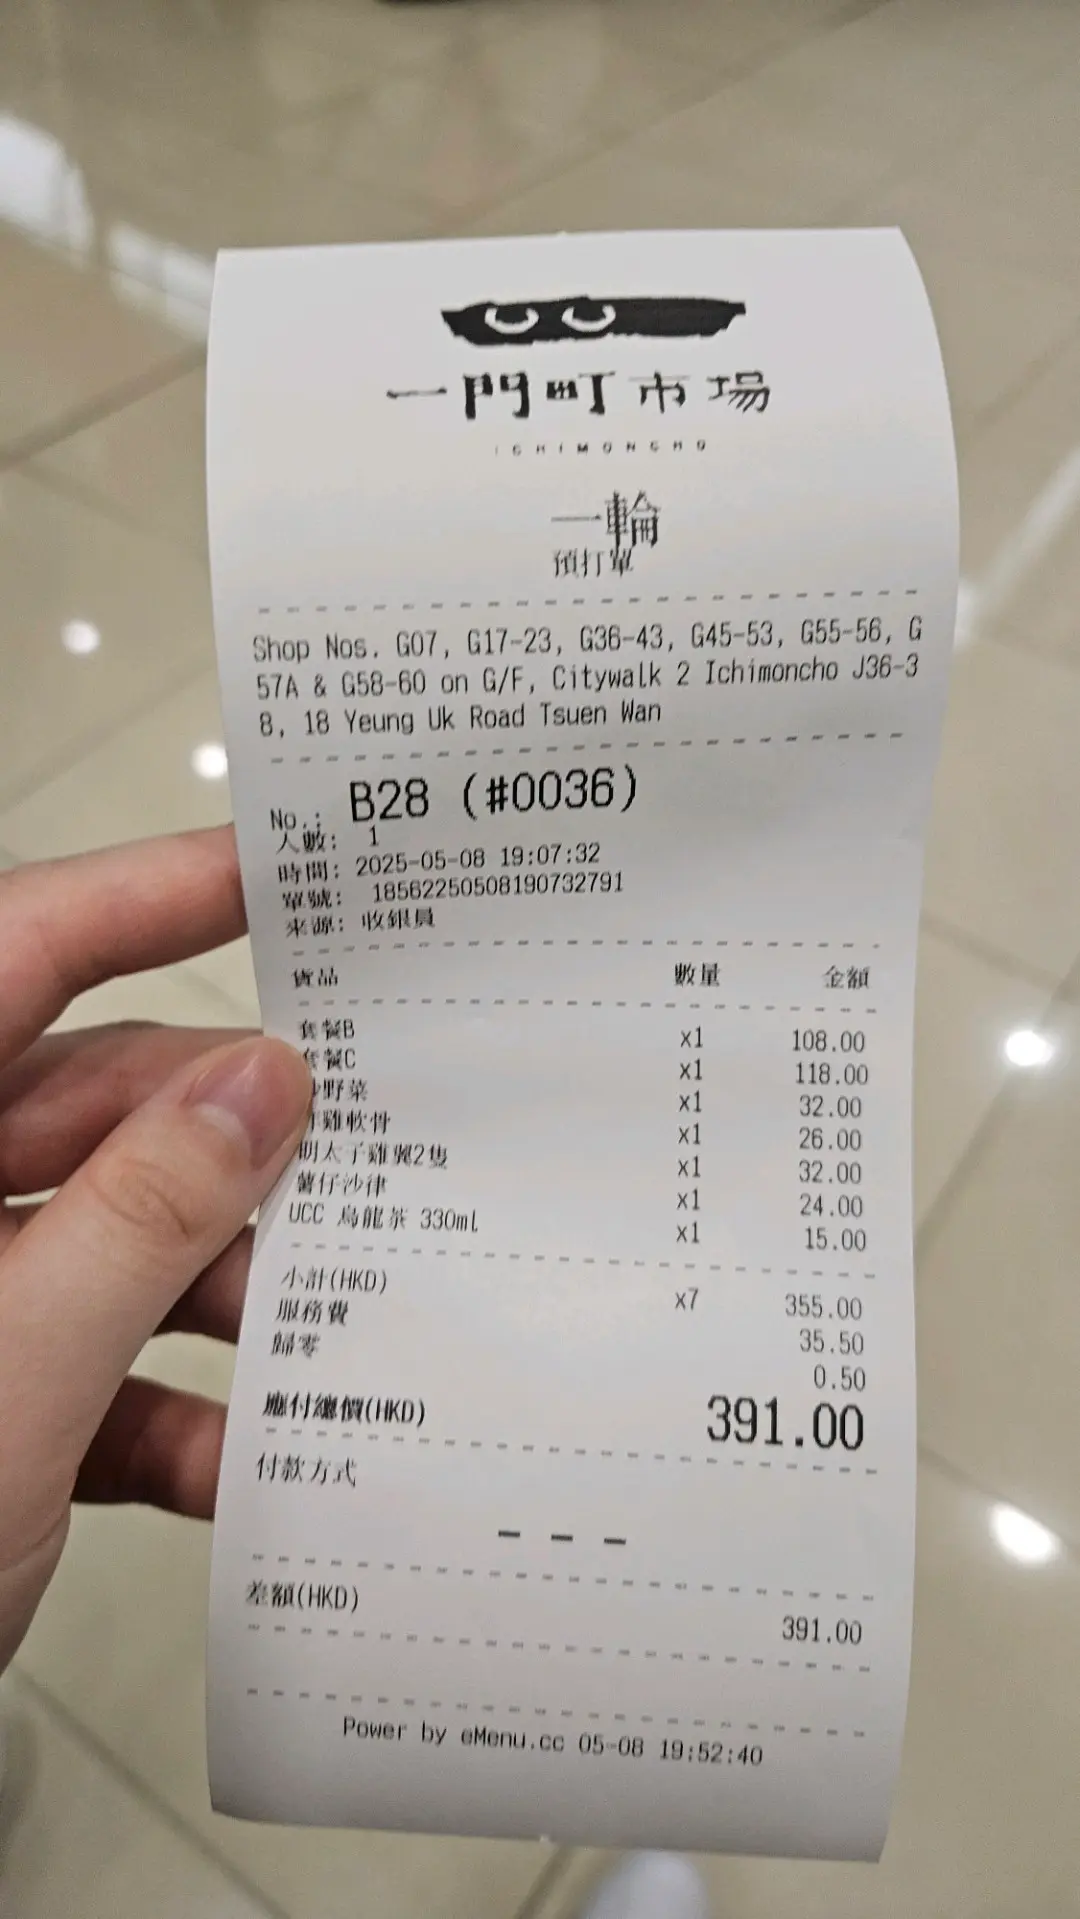 一門町市場
ICHIMONCHO
一輪
預打單
Shop Nos. G07, G17-23, G36-43, G45-53, G55-56, G
57A & G58-60 on G/F, Citywalk 2 Ichimoncho J36-3
8, 18 Yeung Uk Road Tsuen Wan
No.: B28 (#0036)
人數: 1
時間: 2025-05-08 19:07:32
單號: 18562250508190732791
來源: 收銀員
貨品 數量 金額
套餐B x1 108.00
套餐C x1 118.00
野菜 x1 32.00
雞軟骨 x1 26.00
明太子雞翼2隻 x1 32.00
薯仔沙律 x1 24.00
UCC 烏龍茶 330ml x1 15.00
小計(HKD) x7 355.00
服務費 35.50
歸零 0.50
應付總價(HKD) 391.00
付款方式
---
差額(HKD)
391.00
Power by eMenu.cc 05-08 19:52:40